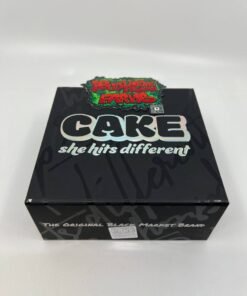 CAKE
she hits different
THE ORIGINAL BLACK MARKET BRAND